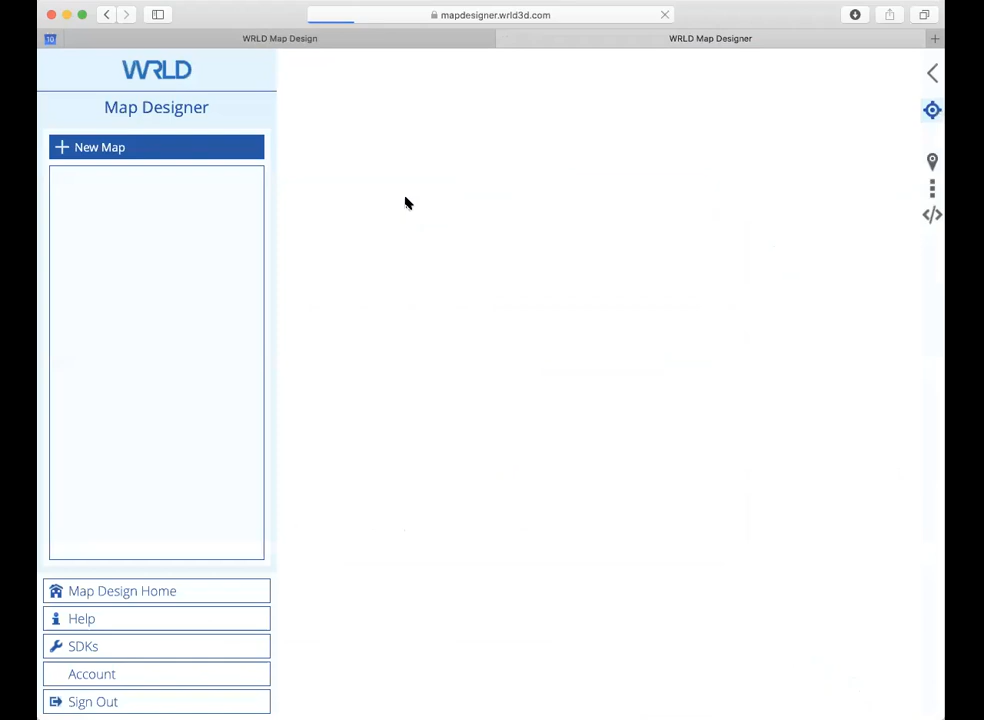 mapdesigner.wrld3d.com
10
WRLD Map Design
WRLD Map Designer
WRLD
Map Designer
New Map
Map Design Home
Help
SDKs
Account
Sign Out